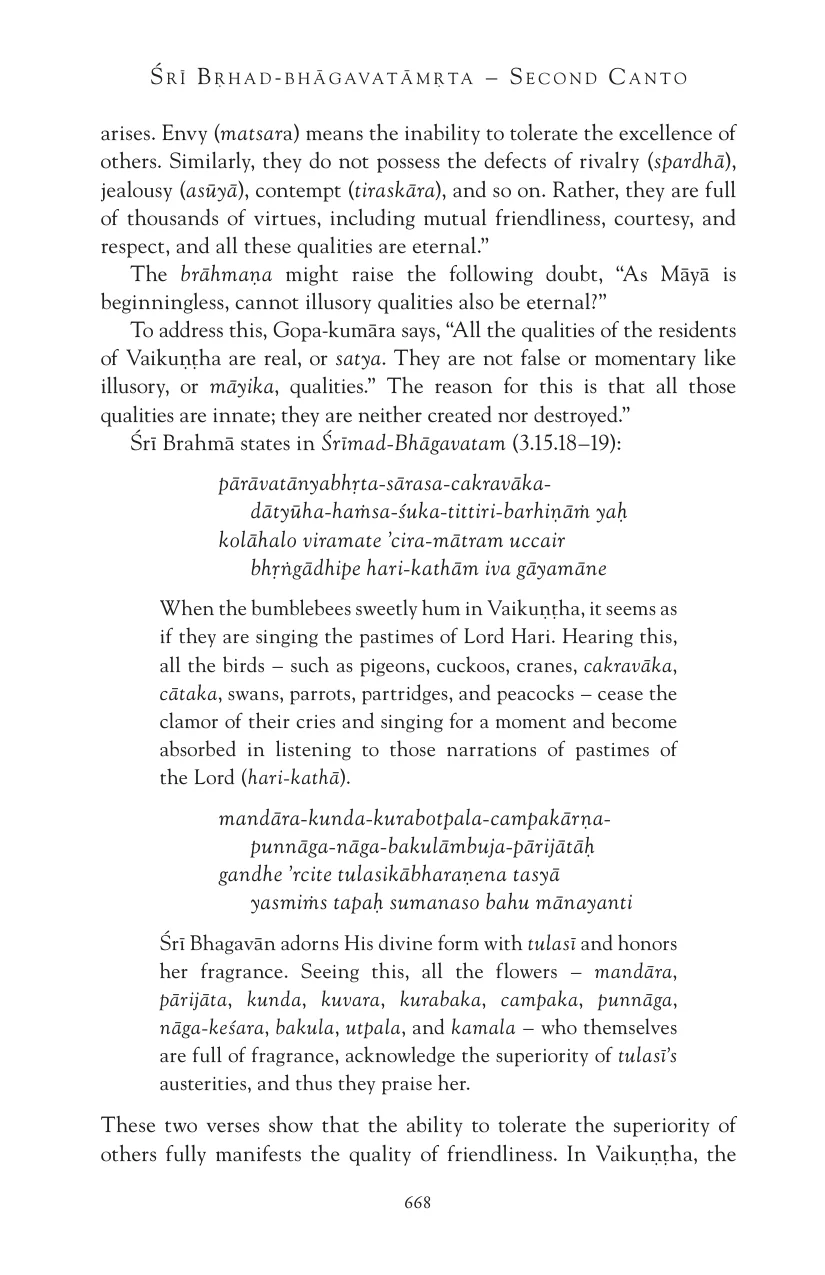 Śrī Bṛhad-bhāgavatāmṛta – Second Canto
arises. Envy (matsara) means the inability to tolerate the excellence of
others. Similarly, they do not possess the defects of rivalry (spardhā),
jealousy (asūyā), contempt (tiraskāra), and so on. Rather, they are full
of thousands of virtues, including mutual friendliness, courtesy, and
respect, and all these qualities are eternal.”
The brāhmaṇa might raise the following doubt, “As Māyā is
beginningless, cannot illusory qualities also be eternal?”
To address this, Gopa-kumāra says, “All the qualities of the residents
of Vaikuṇṭha are real, or satya. They are not false or momentary like
illusory, or māyika, qualities.” The reason for this is that all those
qualities are innate; they are neither created nor destroyed.”
Śrī Brahmā states in Śrīmad-Bhāgavatam (3.15.18–19):
pārāvatānyabhṛta-sārasa-cakravāka-
dātyūha-haṁsa-śuka-tittiri-barhiṇāṁ yaḥ
kolāhalo viramate ’cira-mātram uccair
bhṛṅgādhipe hari-kathām iva gāyamāne
When the bumblebees sweetly hum in Vaikuṇṭha, it seems as
if they are singing the pastimes of Lord Hari. Hearing this,
all the birds – such as pigeons, cuckoos, cranes, cakravāka,
cātaka, swans, parrots, partridges, and peacocks – cease the
clamor of their cries and singing for a moment and become
absorbed in listening to those narrations of pastimes of
the Lord (hari-kathā).
mandāra-kunda-kurabotpala-campakārṇa-
punnāga-nāga-bakulāmbuja-pārijātāḥ
gandhe ’rcite tulasikābharaṇena tasyā
yasmiṁs tapaḥ sumanaso bahu mānayanti
Śrī Bhagavān adorns His divine form with tulasī and honors
her fragrance. Seeing this, all the flowers – mandāra,
pārijāta, kunda, kuvara, kurabaka, campaka, punnāga,
nāga-keśara, bakula, utpala, and kamala – who themselves
are full of fragrance, acknowledge the superiority of tulasī’s
austerities, and thus they praise her.
These two verses show that the ability to tolerate the superiority of
others fully manifests the quality of friendliness. In Vaikuṇṭha, the
668